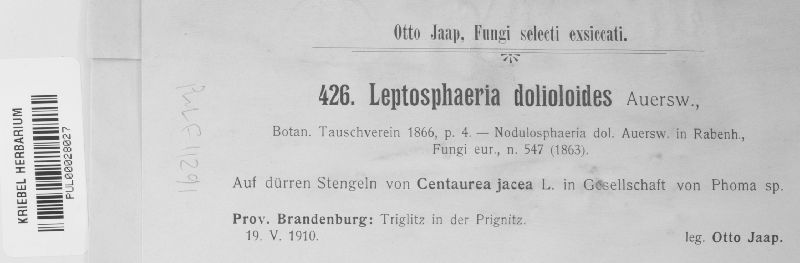 Otto Jaap, Fungi selecti exsiccati.
426. Leptosphaeria dolioloides Auersw.,
Botan. Tauschverein 1866, p. 4. — Nodulosphaeria dol. Auersw. in Rabenh.,
Fungi eur., n. 547 (1863).
Auf dürren Stengeln von Centaurea jacea L. in Gesellschaft von Phoma sp.
Prov. Brandenburg: Triglitz in der Prignitz.
19. V. 1910.
leg. Otto Jaap.
KRIEBEL HERBARIUM
PUL00028027
PULF11291